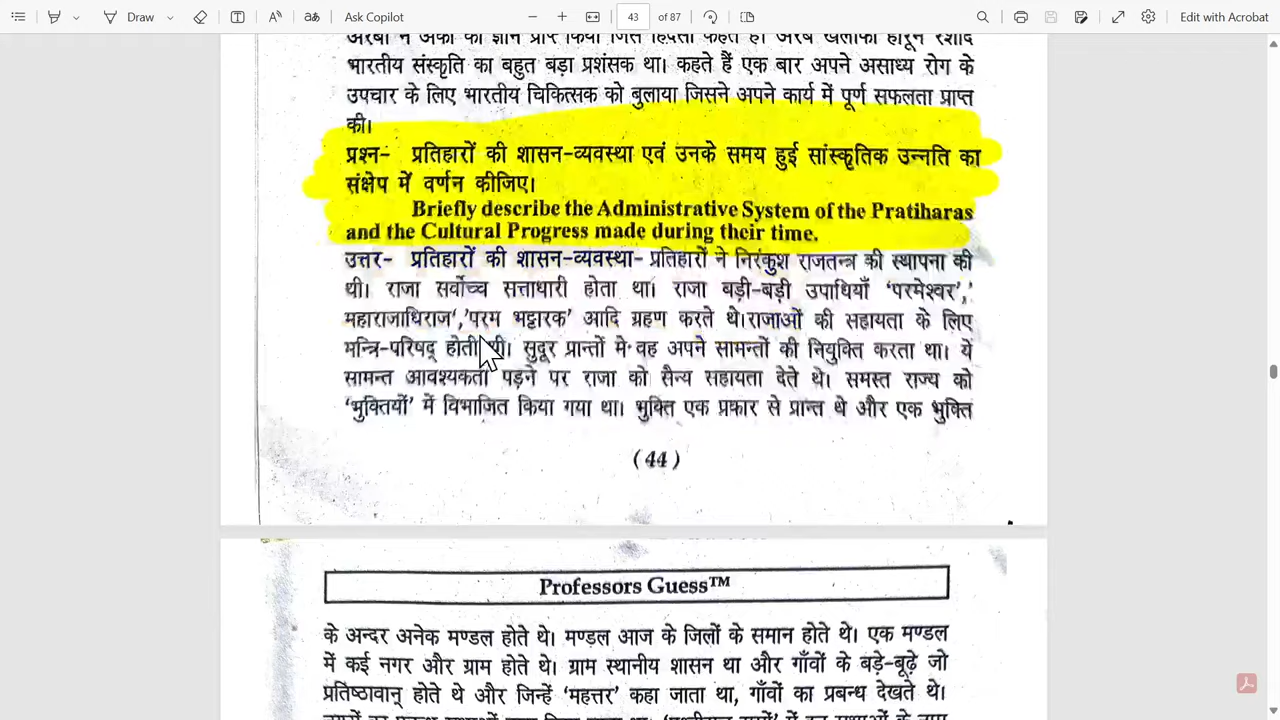 Draw
Ask Copilot
43 of 87
Edit with Acrobat
भारतीय संस्कृति का बहुत बड़ा प्रशंसक था। कहते हैं एक बार अपने असाध्य रोग के
उपचार के लिए भारतीय चिकित्सक को बुलाया जिसने अपने कार्य में पूर्ण सफलता प्राप्त
की।
प्रश्न- प्रतिहारों की शासन-व्यवस्था एवं उनके समय हुई सांस्कृतिक उन्नति का
संक्षेप में वर्णन कीजिए।
Briefly describe the Administrative System of the Pratiharas
and the Cultural Progress made during their time.
उत्तर- प्रतिहारों की शासन-व्यवस्था- प्रतिहारों ने निरंकुश राजतन्त्र की स्थापना की
थी। राजा सर्वोच्च सत्ताधारी होता था। राजा बड़ी-बड़ी उपाधियाँ 'परमेश्वर','
महाराजाधिराज','परम भट्टारक' आदि ग्रहण करते थे।राजाओं की सहायता के लिए
मन्त्रि-परिषद् होती थी। सुदूर प्रान्तों मे वह अपने सामन्तों की नियुक्ति करता था। ये
सामन्त आवश्यकता पड़ने पर राजा को सैन्य सहायता देते थे। समस्त राज्य को
'भुक्तियों' में विभाजित किया गया था। भुक्ति एक प्रकार से प्रान्त थे और एक भुक्ति
(44)
Professors Guess™
के अन्दर अनेक मण्डल होते थे। मण्डल आज के जिलों के समान होते थे। एक मण्डल
में कई नगर और ग्राम होते थे। ग्राम स्थानीय शासन था और गाँवों के बड़े-बूढ़े जो
प्रतिष्ठावान् होते थे और जिन्हें 'महत्तर' कहा जाता था, गाँवों का प्रबन्ध देखते थे।